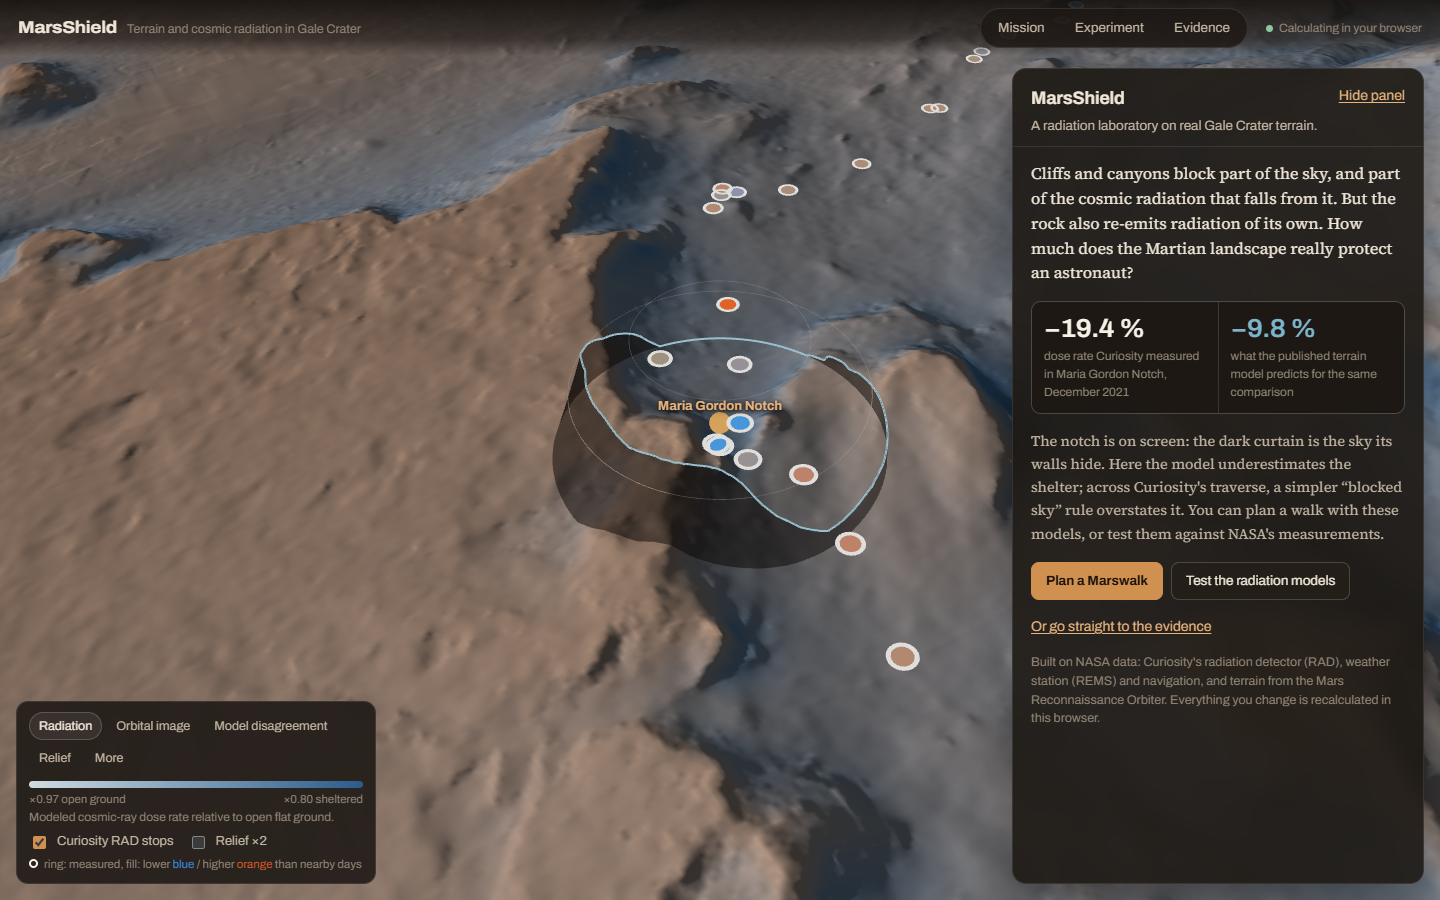 MarsShield Terrain and cosmic radiation in Gale Crater
Mission Experiment Evidence
Calculating in your browser
MarsShield
Hide panel
A radiation laboratory on real Gale Crater terrain.
Cliffs and canyons block part of the sky, and part
of the cosmic radiation that falls from it. But the
rock also re-emits radiation of its own. How
much does the Martian landscape really protect
an astronaut?
−19.4 %
dose rate Curiosity measured
in Maria Gordon Notch,
December 2021
−9.8 %
what the published terrain
model predicts for the same
comparison
The notch is on screen: the dark curtain is the sky its
walls hide. Here the model underestimates the
shelter; across Curiosity's traverse, a simpler “blocked
sky” rule overstates it. You can plan a walk with these
models, or test them against NASA's measurements.
Plan a Marswalk
Test the radiation models
Or go straight to the evidence
Built on NASA data: Curiosity's radiation detector (RAD), weather
station (REMS) and navigation, and terrain from the Mars
Reconnaissance Orbiter. Everything you change is recalculated in
this browser.
Maria Gordon Notch
Radiation Orbital image Model disagreement
Relief More
×0.97 open ground ×0.80 sheltered
Modeled cosmic-ray dose rate relative to open flat ground.
Curiosity RAD stops Relief ×2
ring: measured, fill: lower blue / higher orange than nearby days